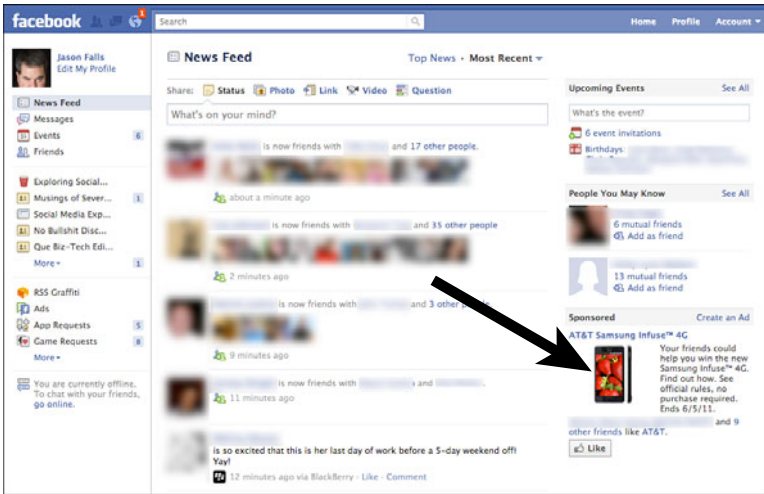 facebook
1
Search
Home Profile Account
Jason Falls
Edit My Profile
News Feed
Messages
Events 6
Friends
Exploring Social...
Musings of Sever... 1
Social Media Exp...
No Bullshit Disc...
Que Biz-Tech Edi...
More 1
RSS Graffiti
Ads
App Requests 5
Game Requests 8
More
You are currently offline.
To chat with your friends,
go online.
News Feed
Top News · Most Recent
Share: Status Photo Link Video Question
What's on your mind?
is now friends with and 17 other people.
about a minute ago
is now friends with and 35 other people
2 minutes ago
is now friends with and 3 other people.
9 minutes ago
is now friends with and .
11 minutes ago
is so excited that this is her last day of work before a 5-day weekend off!
Yay!
12 minutes ago via BlackBerry · Like · Comment
Upcoming Events See All
What's the event?
6 event invitations
Birthdays:
People You May Know See All
6 mutual friends
Add as friend
13 mutual friends
Add as friend
Sponsored Create an Ad
AT&T Samsung Infuse™ 4G
Your friends could
help you win the new
Samsung Infuse™ 4G.
Find out how. See
official rules, no
purchase required.
Ends 6/5/11.
and 9
other friends like AT&T.
Like